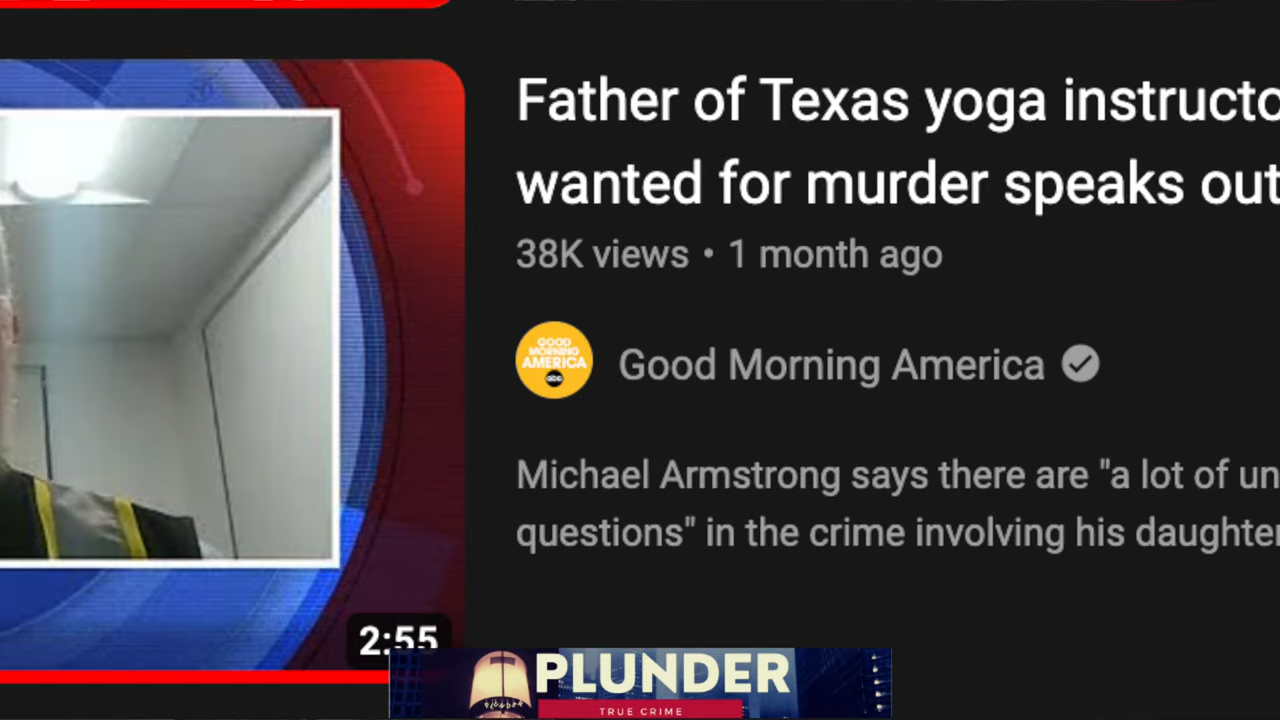 Father of Texas yoga instructo
wanted for murder speaks out
38K views • 1 month ago
GOOD
MORNING
AMERICA
abc
Good Morning America
Michael Armstrong says there are "a lot of un
questions" in the crime involving his daughter
2:55
PLUNDER
TRUE CRIME